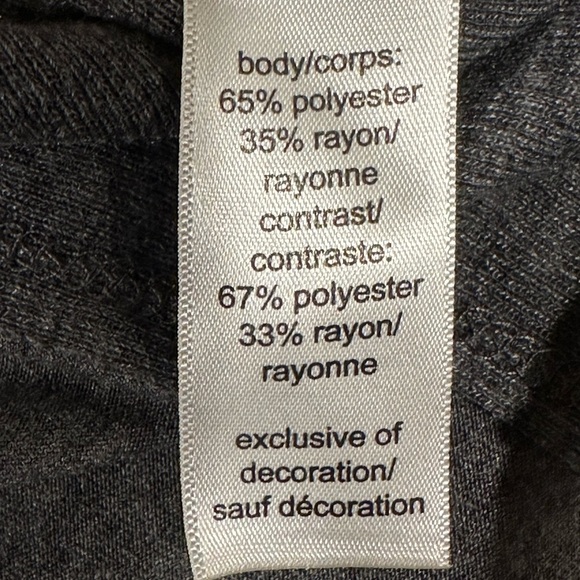 body/corps:
65% polyester
35% rayon/
rayonne
contrast/
contraste:
67% polyester
33% rayon/
rayonne
exclusive of
decoration/
sauf décoration